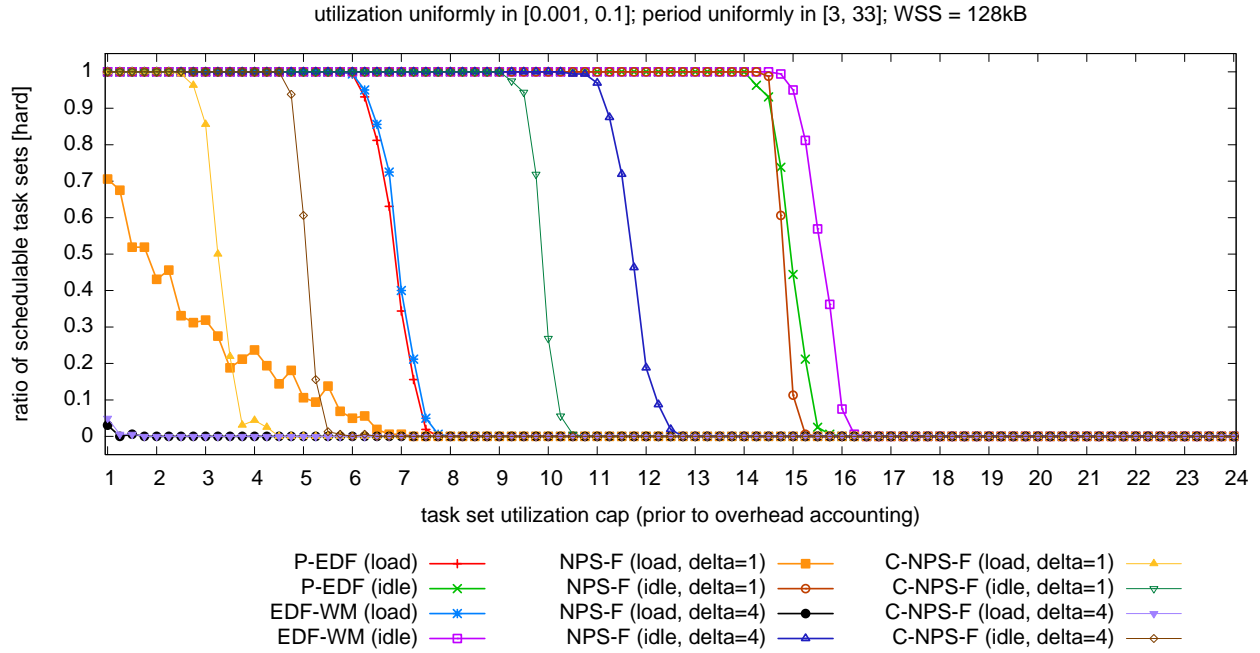 utilization uniformly in [0.001, 0.1]; period uniformly in [3, 33]; WSS = 128kB
ratio of schedulable task sets [hard]
1
0.9
0.8
0.7
0.6
0.5
0.4
0.3
0.2
0.1
0
1 2 3 4 5 6 7 8 9 10 11 12 13 14 15 16 17 18 19 20 21 22 23 24
task set utilization cap (prior to overhead accounting)
P-EDF (load) NPS-F (load, delta=1) C-NPS-F (load, delta=1)
P-EDF (idle) NPS-F (idle, delta=1) C-NPS-F (idle, delta=1)
EDF-WM (load) NPS-F (load, delta=4) C-NPS-F (load, delta=4)
EDF-WM (idle) NPS-F (idle, delta=4) C-NPS-F (idle, delta=4)